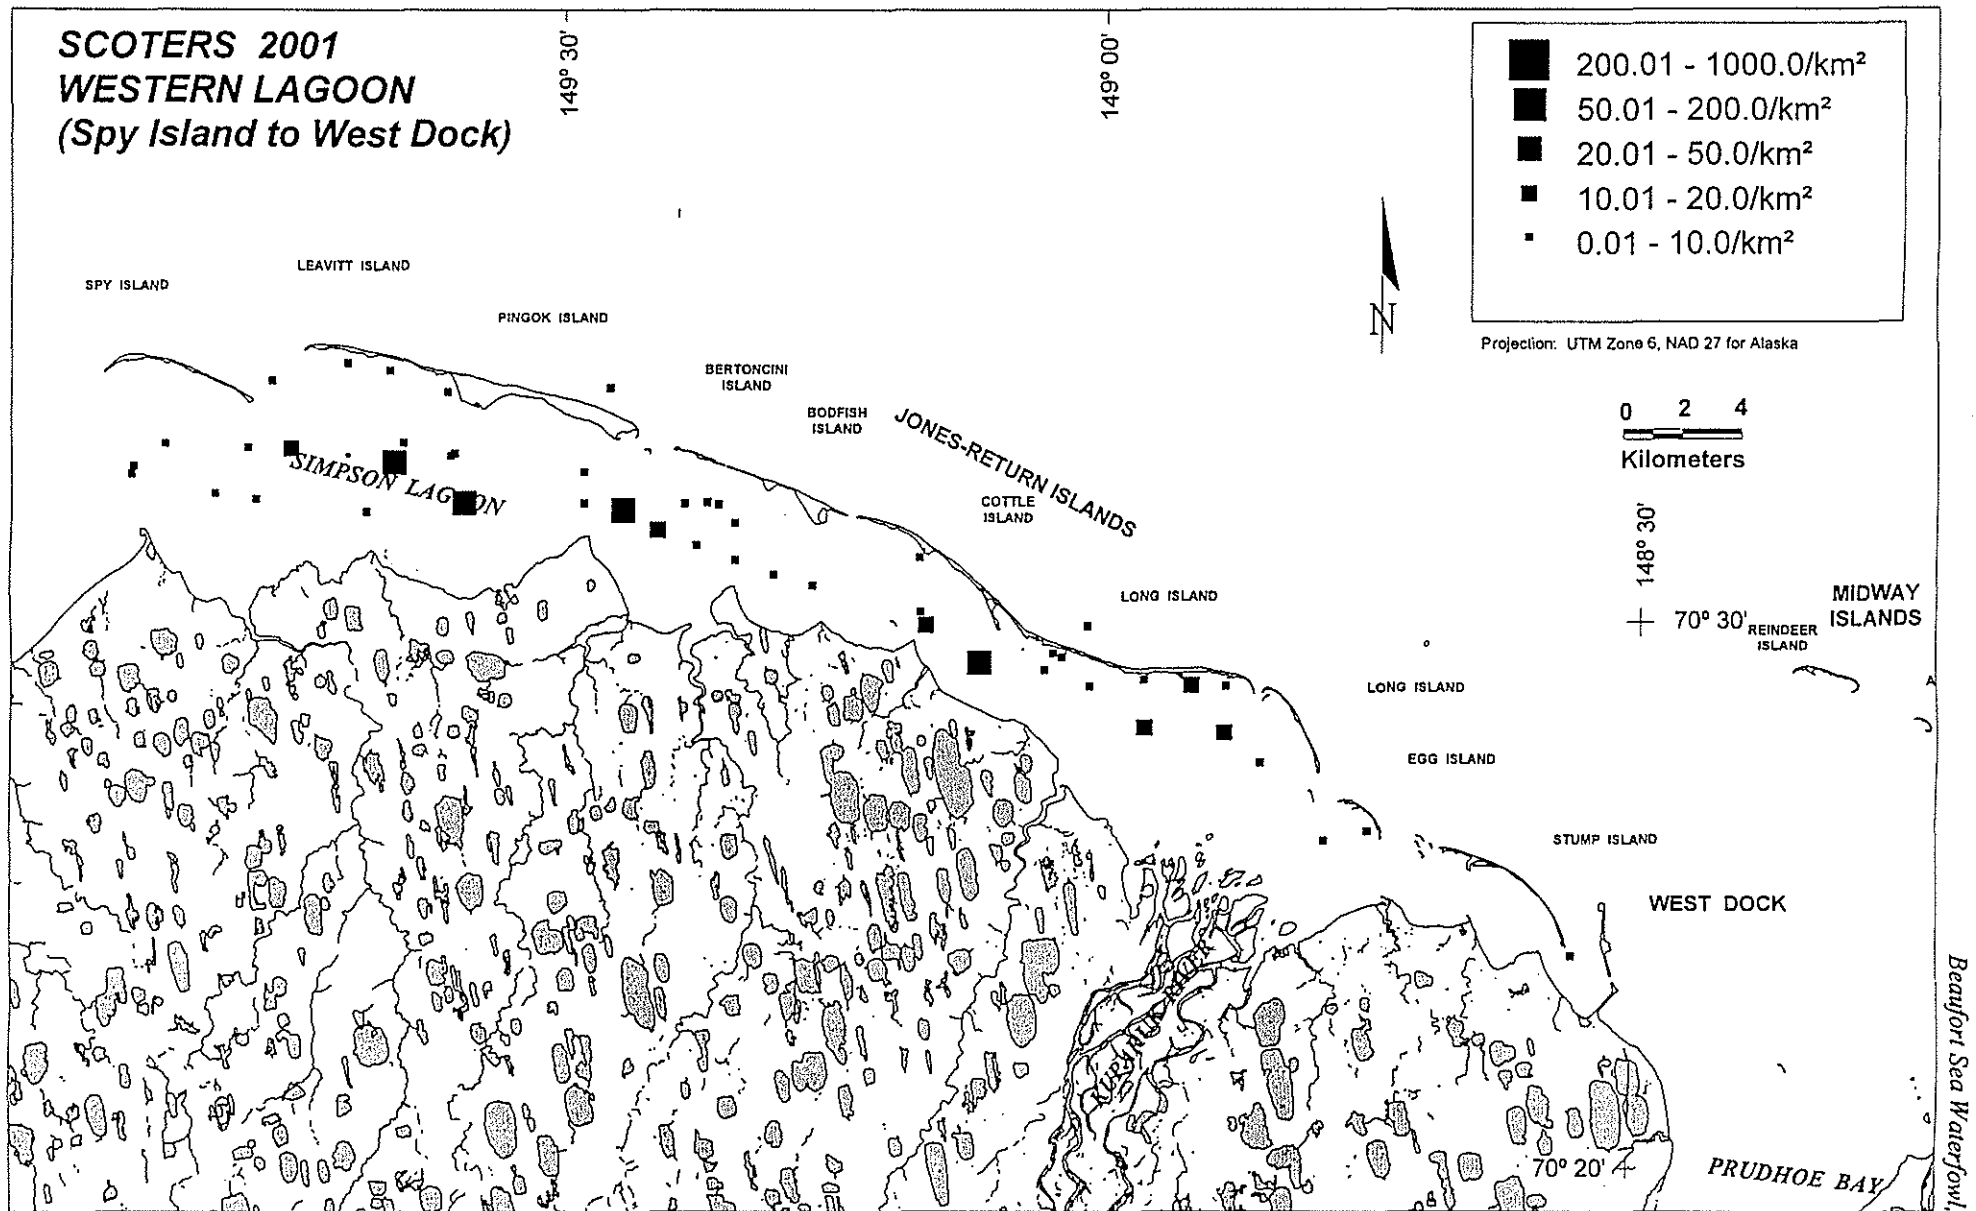 SCOTERS 2001
WESTERN LAGOON
(Spy Island to West Dock)
149° 30'
149° 00'
200.01 - 1000.0/km²
50.01 - 200.0/km²
20.01 - 50.0/km²
10.01 - 20.0/km²
0.01 - 10.0/km²
N
Projection: UTM Zone 6, NAD 27 for Alaska
0 2 4
Kilometers
SPY ISLAND
LEAVITT ISLAND
PINGOK ISLAND
BERTONCINI
ISLAND
BODFISH
ISLAND
JONES-RETURN ISLANDS
COTTLE
ISLAND
SIMPSON LAGOON
148° 30'
70° 30'
LONG ISLAND
MIDWAY
ISLANDS
REINDEER
ISLAND
LONG ISLAND
EGG ISLAND
STUMP ISLAND
WEST DOCK
KUPARUK RIVER
70° 20'
PRUDHOE BAY
Beaufort Sea Waterfowl,